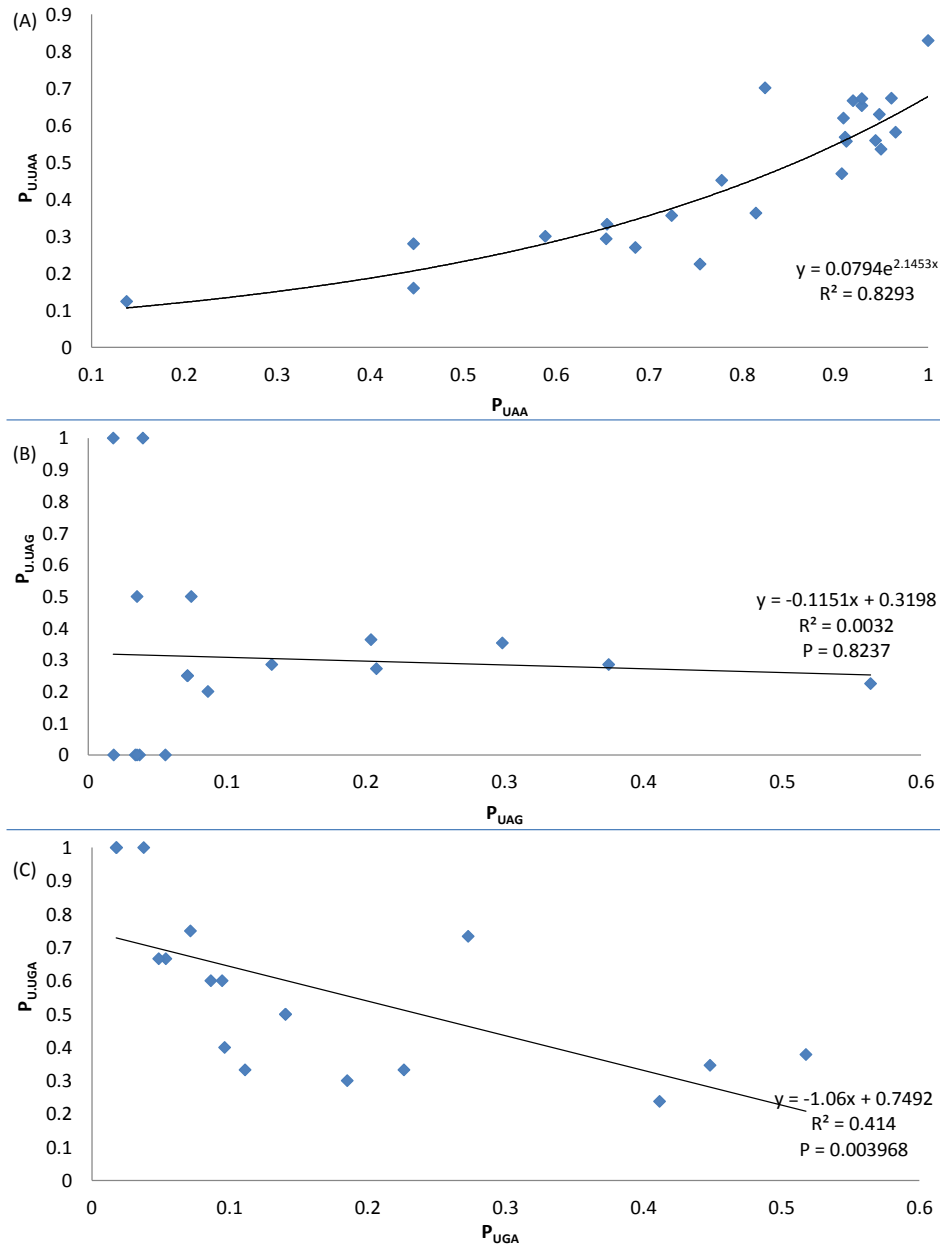 (A)
0.9
0.8
0.7
0.6
0.5
0.4
0.3
0.2
0.1
0
P_U.UAA
y = 0.0794e^2.1453x
R² = 0.8293
0.1 0.2 0.3 0.4 0.5 0.6 0.7 0.8 0.9 1
P_UAA
(B)
1
0.9
0.8
0.7
0.6
0.5
0.4
0.3
0.2
0.1
0
P_U.UAG
y = -0.1151x + 0.3198
R² = 0.0032
P = 0.8237
0 0.1 0.2 0.3 0.4 0.5 0.6
P_UAG
(C)
1
0.9
0.8
0.7
0.6
0.5
0.4
0.3
0.2
0.1
0
P_U.UGA
y = -1.06x + 0.7492
R² = 0.414
P = 0.003968
0 0.1 0.2 0.3 0.4 0.5 0.6
P_UGA